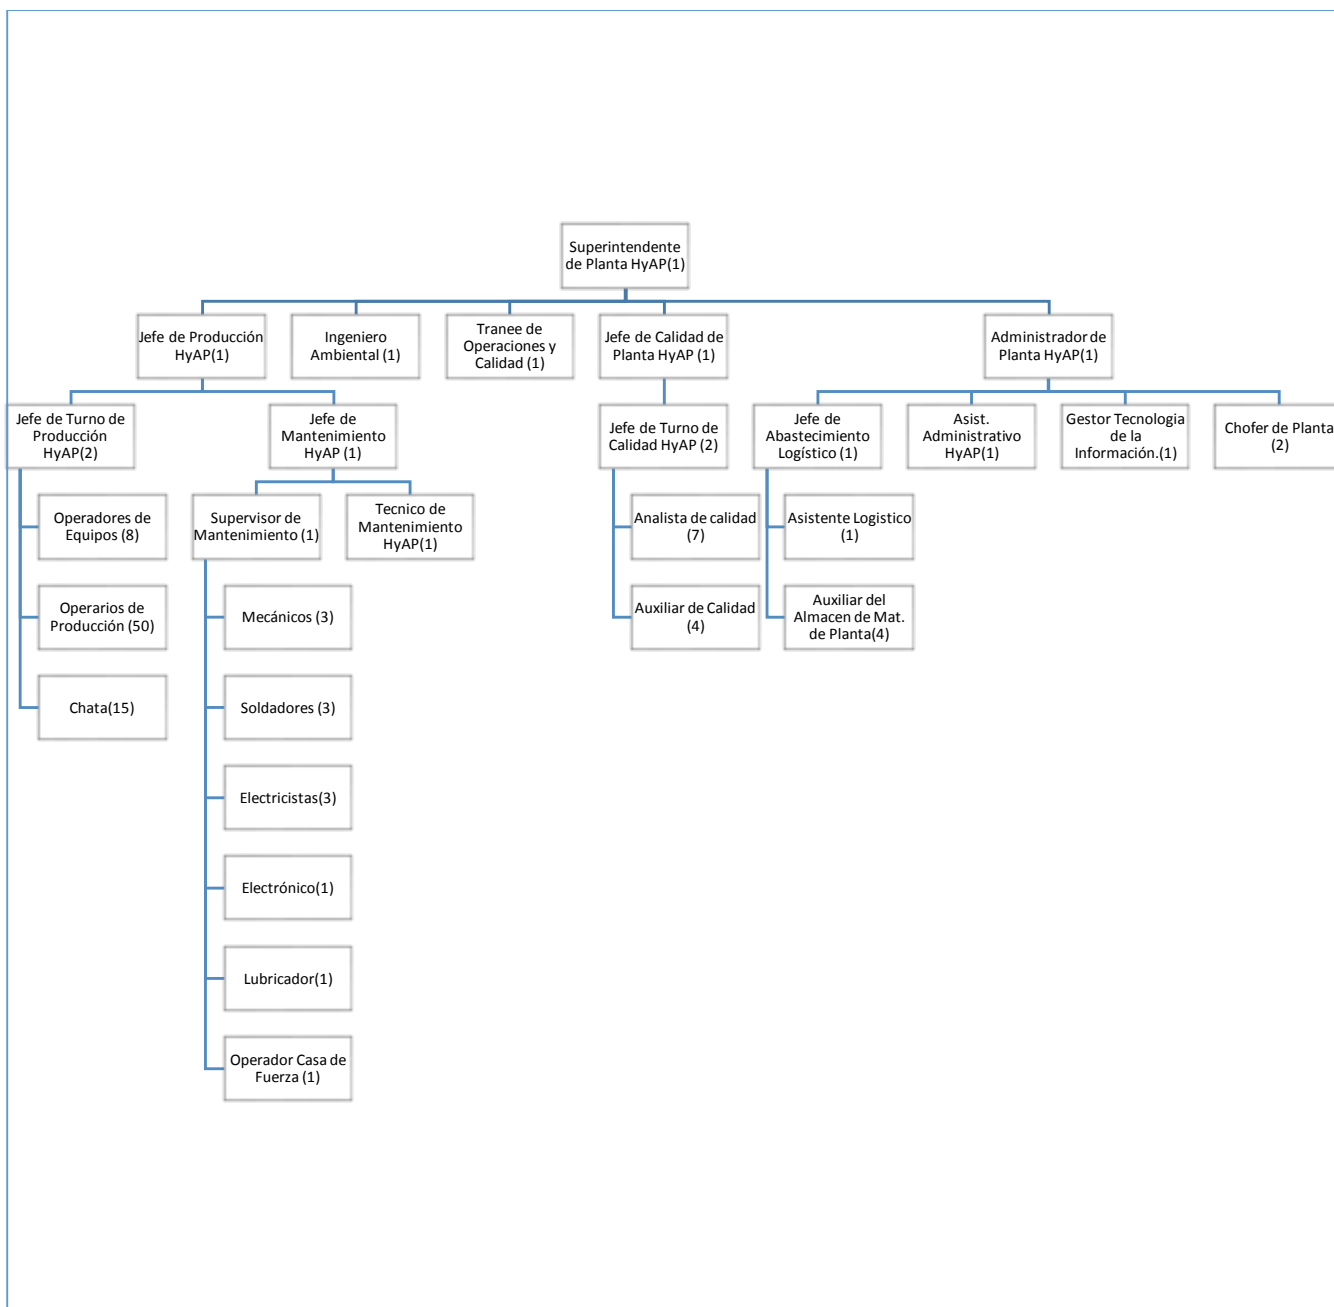 Superintendente
de Planta HyAP(1)
Jefe de Producción
HyAP(1)
Ingeniero
Ambiental (1)
Tranee de
Operaciones y
Calidad (1)
Jefe de Calidad de
Planta HyAP (1)
Administrador de
Planta HyAP(1)
Jefe de Turno de
Producción
HyAP(2)
Jefe de
Mantenimiento
HyAP (1)
Jefe de Turno de
Calidad HyAP (2)
Jefe de
Abastecimiento
Logístico (1)
Asist.
Administrativo
HyAP(1)
Gestor Tecnologia
de la
Información.(1)
Chofer de Planta
(2)
Operadores de
Equipos (8)
Supervisor de
Mantenimiento (1)
Tecnico de
Mantenimiento
HyAP(1)
Analista de calidad
(7)
Asistente Logistico
(1)
Operarios de
Producción (50)
Mecánicos (3)
Auxiliar de Calidad
(4)
Auxiliar del
Almacen de Mat.
de Planta(4)
Chata(15)
Soldadores (3)
Electricistas(3)
Electrónico(1)
Lubricador(1)
Operador Casa de
Fuerza (1)